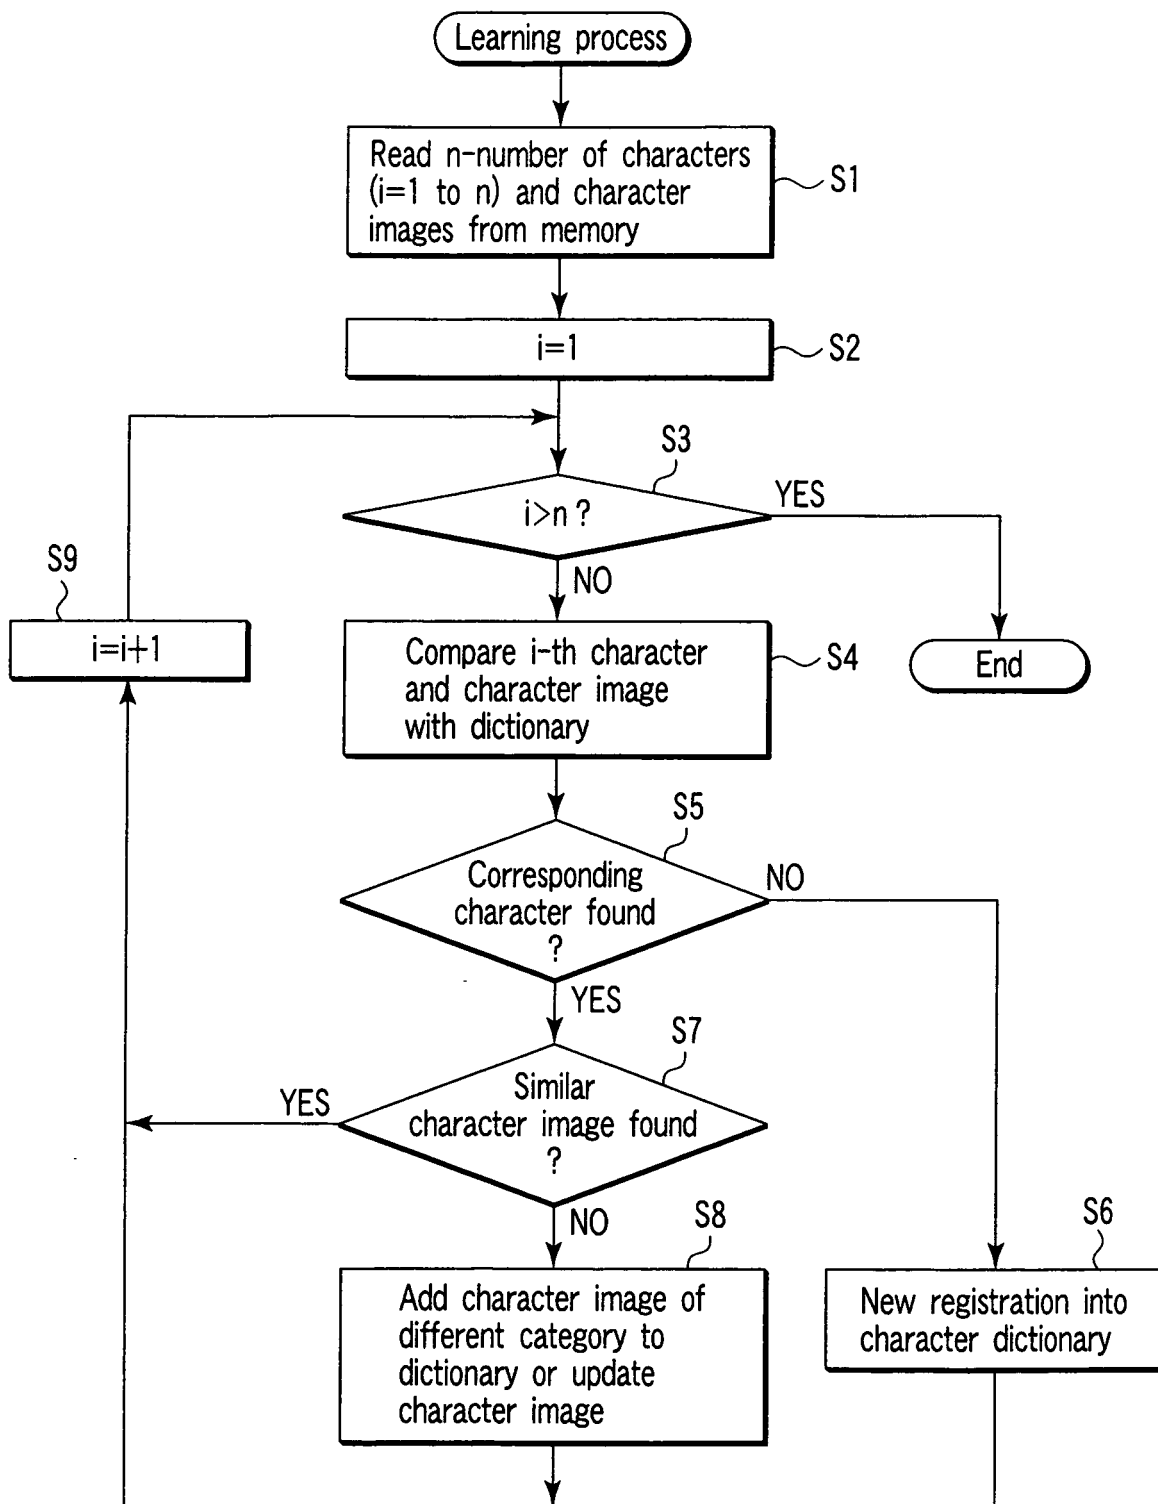 Learning process
Read n-number of characters
(i=1 to n) and character
images from memory
S1
i=1
S2
S3
i>n ?
YES
NO
S9
i=i+1
Compare i-th character
and character image
with dictionary
S4
End
S5
Corresponding
character found
?
NO
YES
S7
Similar
character image found
?
YES
NO
S8
Add character image of
different category to
dictionary or update
character image
S6
New registration into
character dictionary